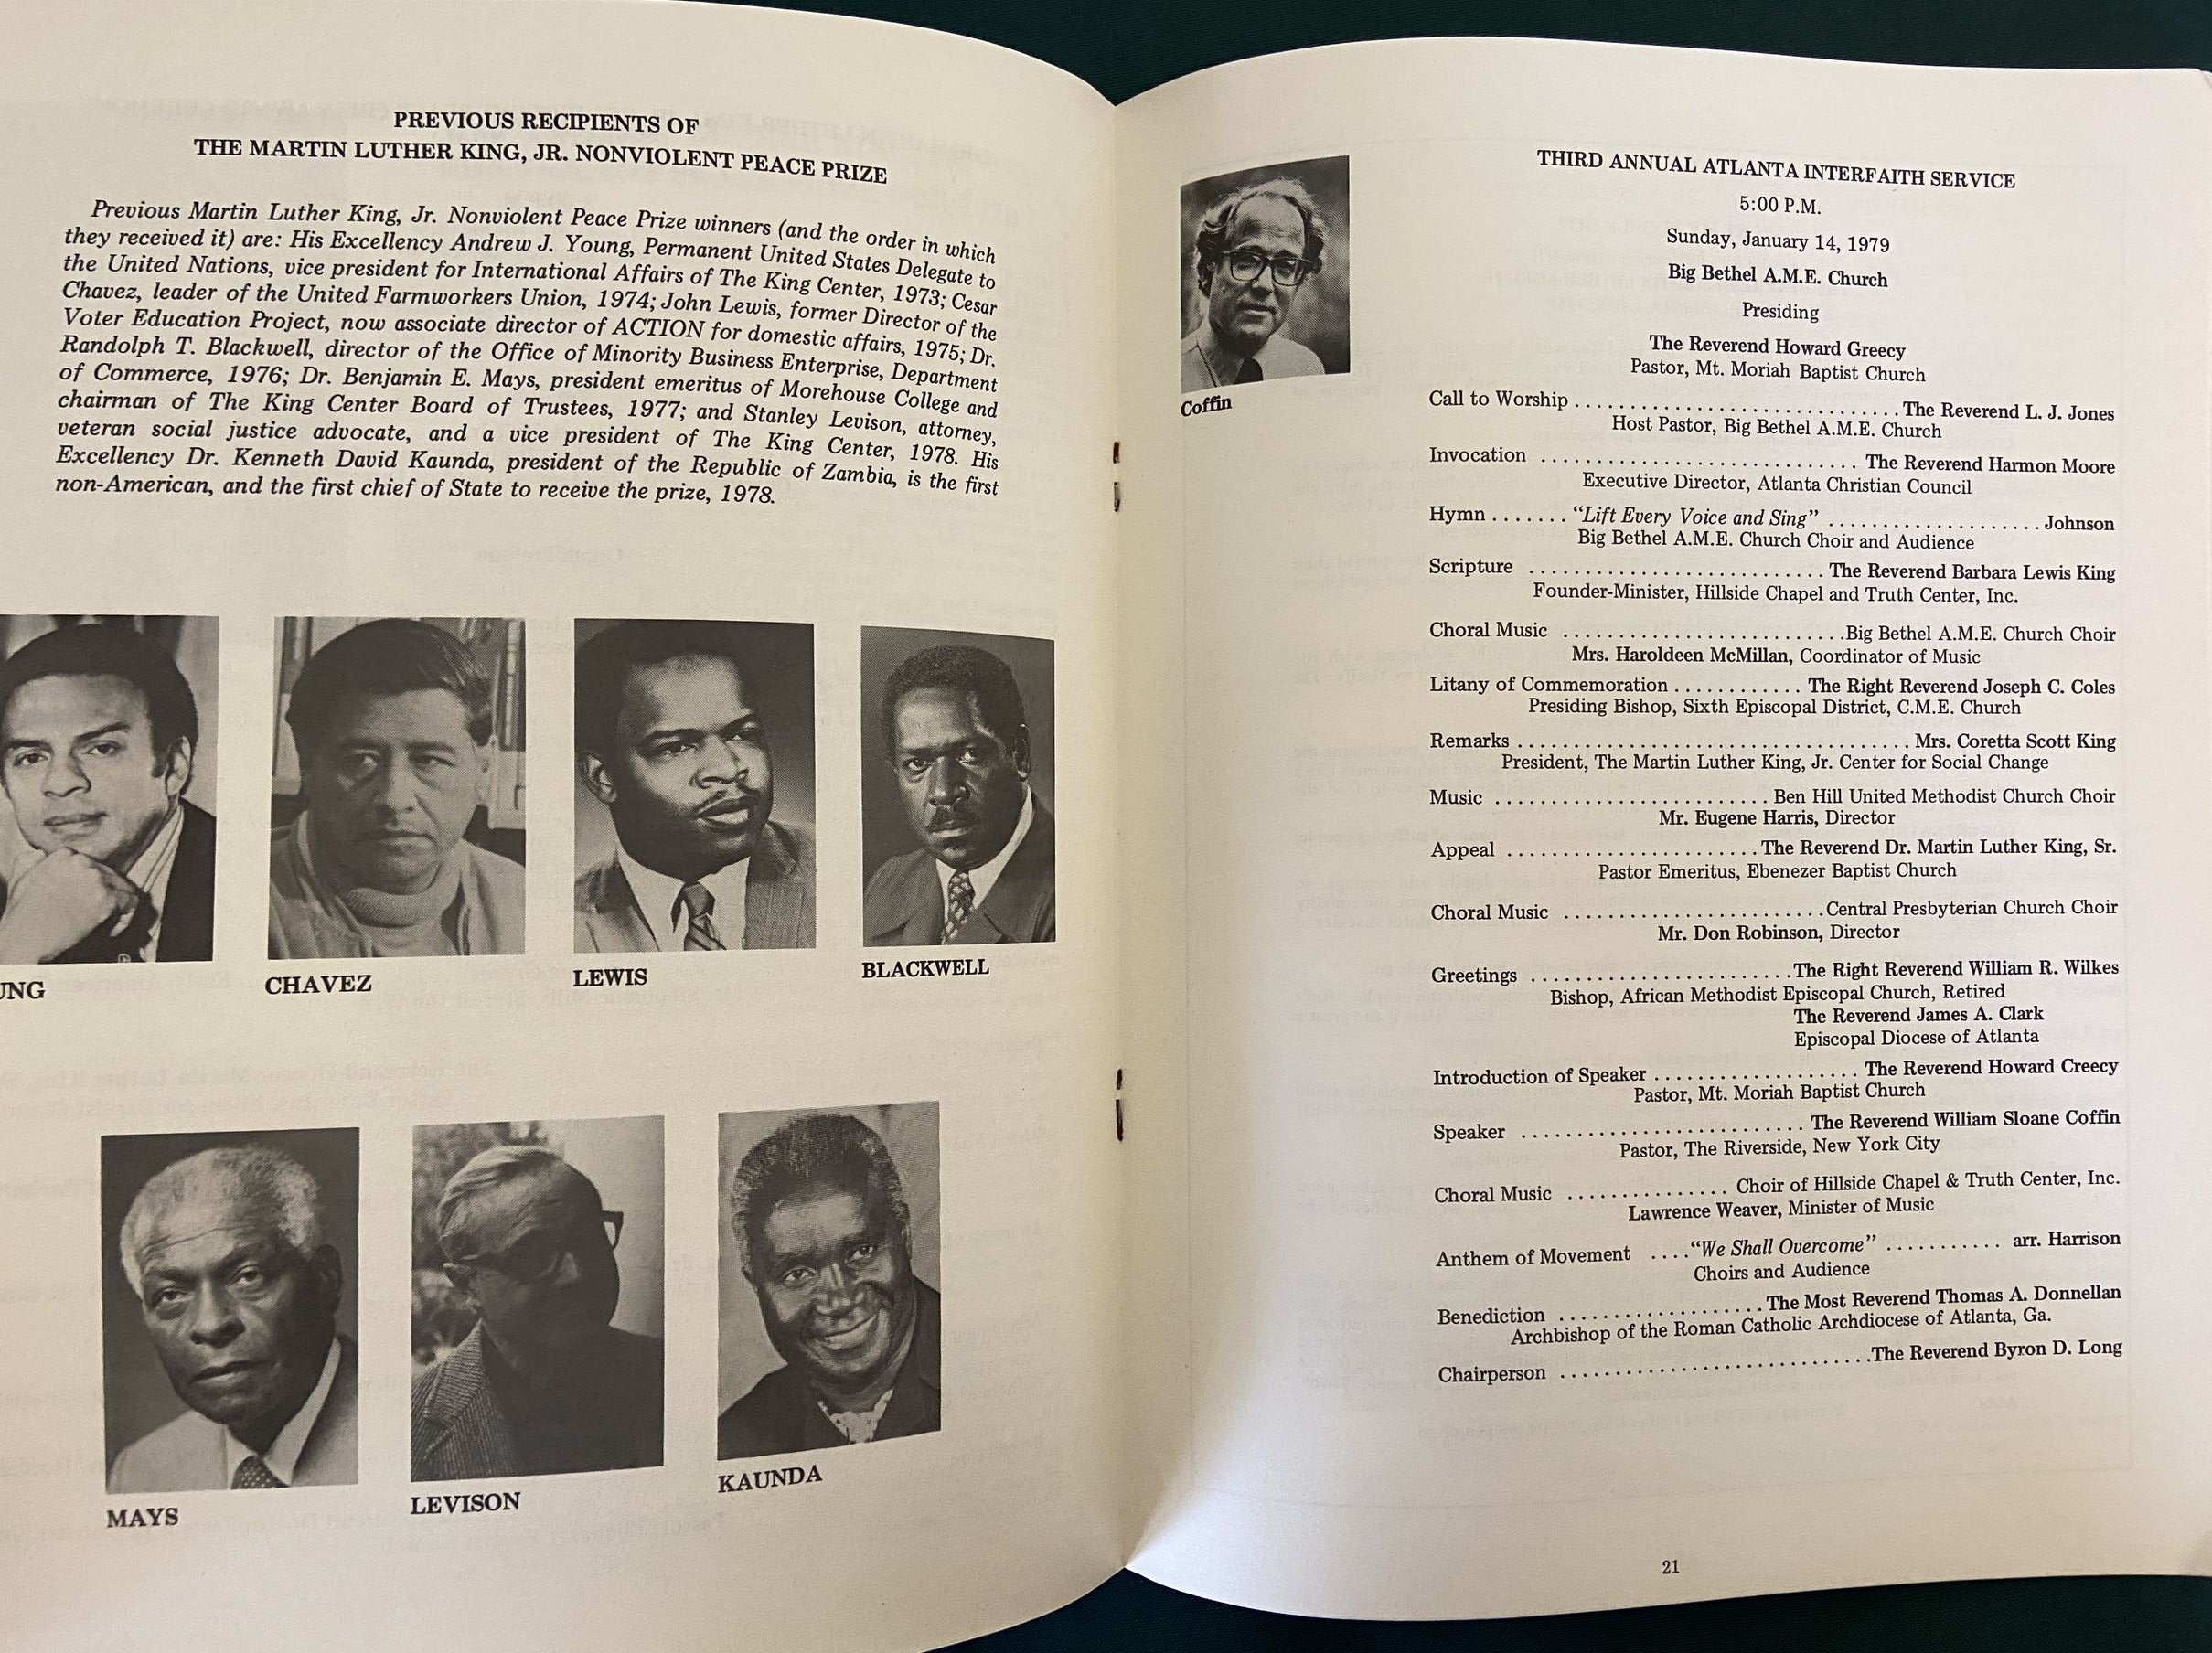 PREVIOUS RECIPIENTS OF
THE MARTIN LUTHER KING, JR. NONVIOLENT PEACE PRIZE
Previous Martin Luther King, Jr. Nonviolent Peace Prize winners (and the order in which
they received it) are: His Excellency Andrew J. Young, Permanent United States Delegate to
the United Nations, vice president for International Affairs of The King Center, 1973; Cesar
Chavez, leader of the United Farmworkers Union, 1974; John Lewis, former Director of the
Voter Education Project, now associate director of ACTION for domestic affairs, 1975; Dr.
Randolph T. Blackwell, director of the Office of Minority Business Enterprise, Department
of Commerce, 1976; Dr. Benjamin E. Mays, president emeritus of Morehouse College and
chairman of The King Center Board of Trustees, 1977; and Stanley Levison, attorney,
veteran social justice advocate, and a vice president of The King Center, 1978. His
Excellency Dr. Kenneth David Kaunda, president of the Republic of Zambia, is the first
non-American, and the first chief of State to receive the prize, 1978.
UNG
CHAVEZ
LEWIS
BLACKWELL
MAYS
LEVISON
KAUNDA
Coffin
THIRD ANNUAL ATLANTA INTERFAITH SERVICE
5:00 P.M.
Sunday, January 14, 1979
Big Bethel A.M.E. Church
Presiding
The Reverend Howard Greecy
Pastor, Mt. Moriah Baptist Church
Call to Worship ............................. The Reverend L. J. Jones
Host Pastor, Big Bethel A.M.E. Church
Invocation ............................ The Reverend Harmon Moore
Executive Director, Atlanta Christian Council
Hymn ....... "Lift Every Voice and Sing" ................... Johnson
Big Bethel A.M.E. Church Choir and Audience
Scripture .......................... The Reverend Barbara Lewis King
Founder-Minister, Hillside Chapel and Truth Center, Inc.
Choral Music ......................... Big Bethel A.M.E. Church Choir
Mrs. Haroldeen McMillan, Coordinator of Music
Litany of Commemoration ............ The Right Reverend Joseph C. Coles
Presiding Bishop, Sixth Episcopal District, C.M.E. Church
Remarks ................................... Mrs. Coretta Scott King
President, The Martin Luther King, Jr. Center for Social Change
Music ........................ Ben Hill United Methodist Church Choir
Mr. Eugene Harris, Director
Appeal ....................... The Reverend Dr. Martin Luther King, Sr.
Pastor Emeritus, Ebenezer Baptist Church
Choral Music ....................... Central Presbyterian Church Choir
Mr. Don Robinson, Director
Greetings ....................... The Right Reverend William R. Wilkes
Bishop, African Methodist Episcopal Church, Retired
The Reverend James A. Clark
Episcopal Diocese of Atlanta
Introduction of Speaker .................. The Reverend Howard Creecy
Pastor, Mt. Moriah Baptist Church
Speaker ......................... The Reverend William Sloane Coffin
Pastor, The Riverside, New York City
Choral Music .............. Choir of Hillside Chapel & Truth Center, Inc.
Lawrence Weaver, Minister of Music
Anthem of Movement .... "We Shall Overcome" ........... arr. Harrison
Choirs and Audience
Benediction .................. The Most Reverend Thomas A. Donnellan
Archbishop of the Roman Catholic Archdiocese of Atlanta, Ga.
Chairperson ............................ The Reverend Byron D. Long
21